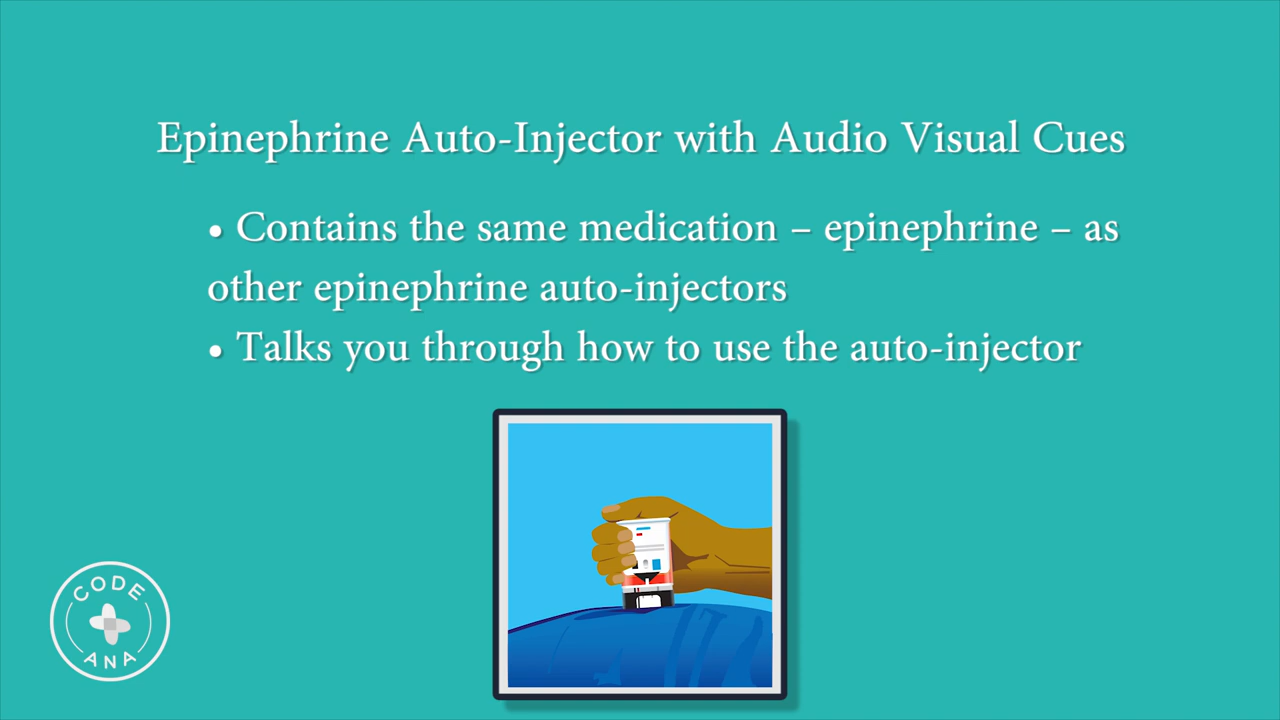 Epinephrine Auto-Injector with Audio Visual Cues
• Contains the same medication – epinephrine – as
other epinephrine auto-injectors
• Talks you through how to use the auto-injector
CODE
ANA